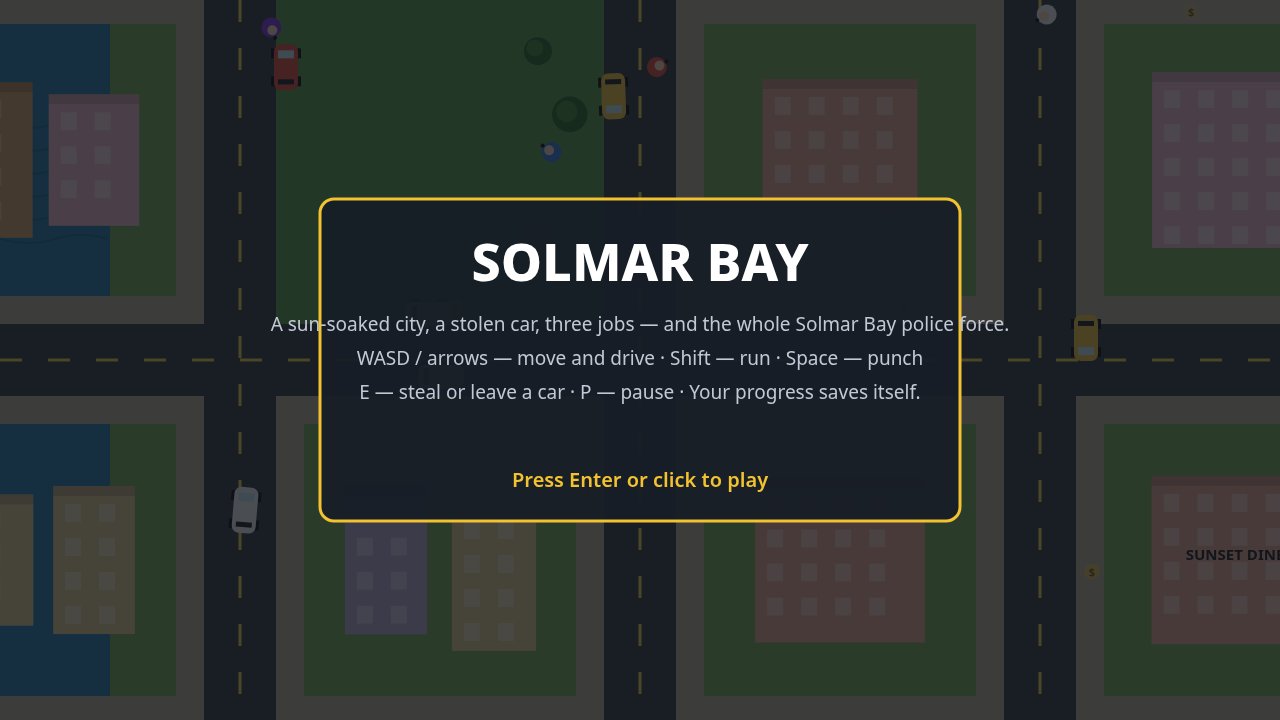 $
SOLMAR BAY
A sun-soaked city, a stolen car, three jobs — and the whole Solmar Bay police force.
WASD / arrows — move and drive · Shift — run · Space — punch
E — steal or leave a car · P — pause · Your progress saves itself.
Press Enter or click to play
SUNSET DINE
$